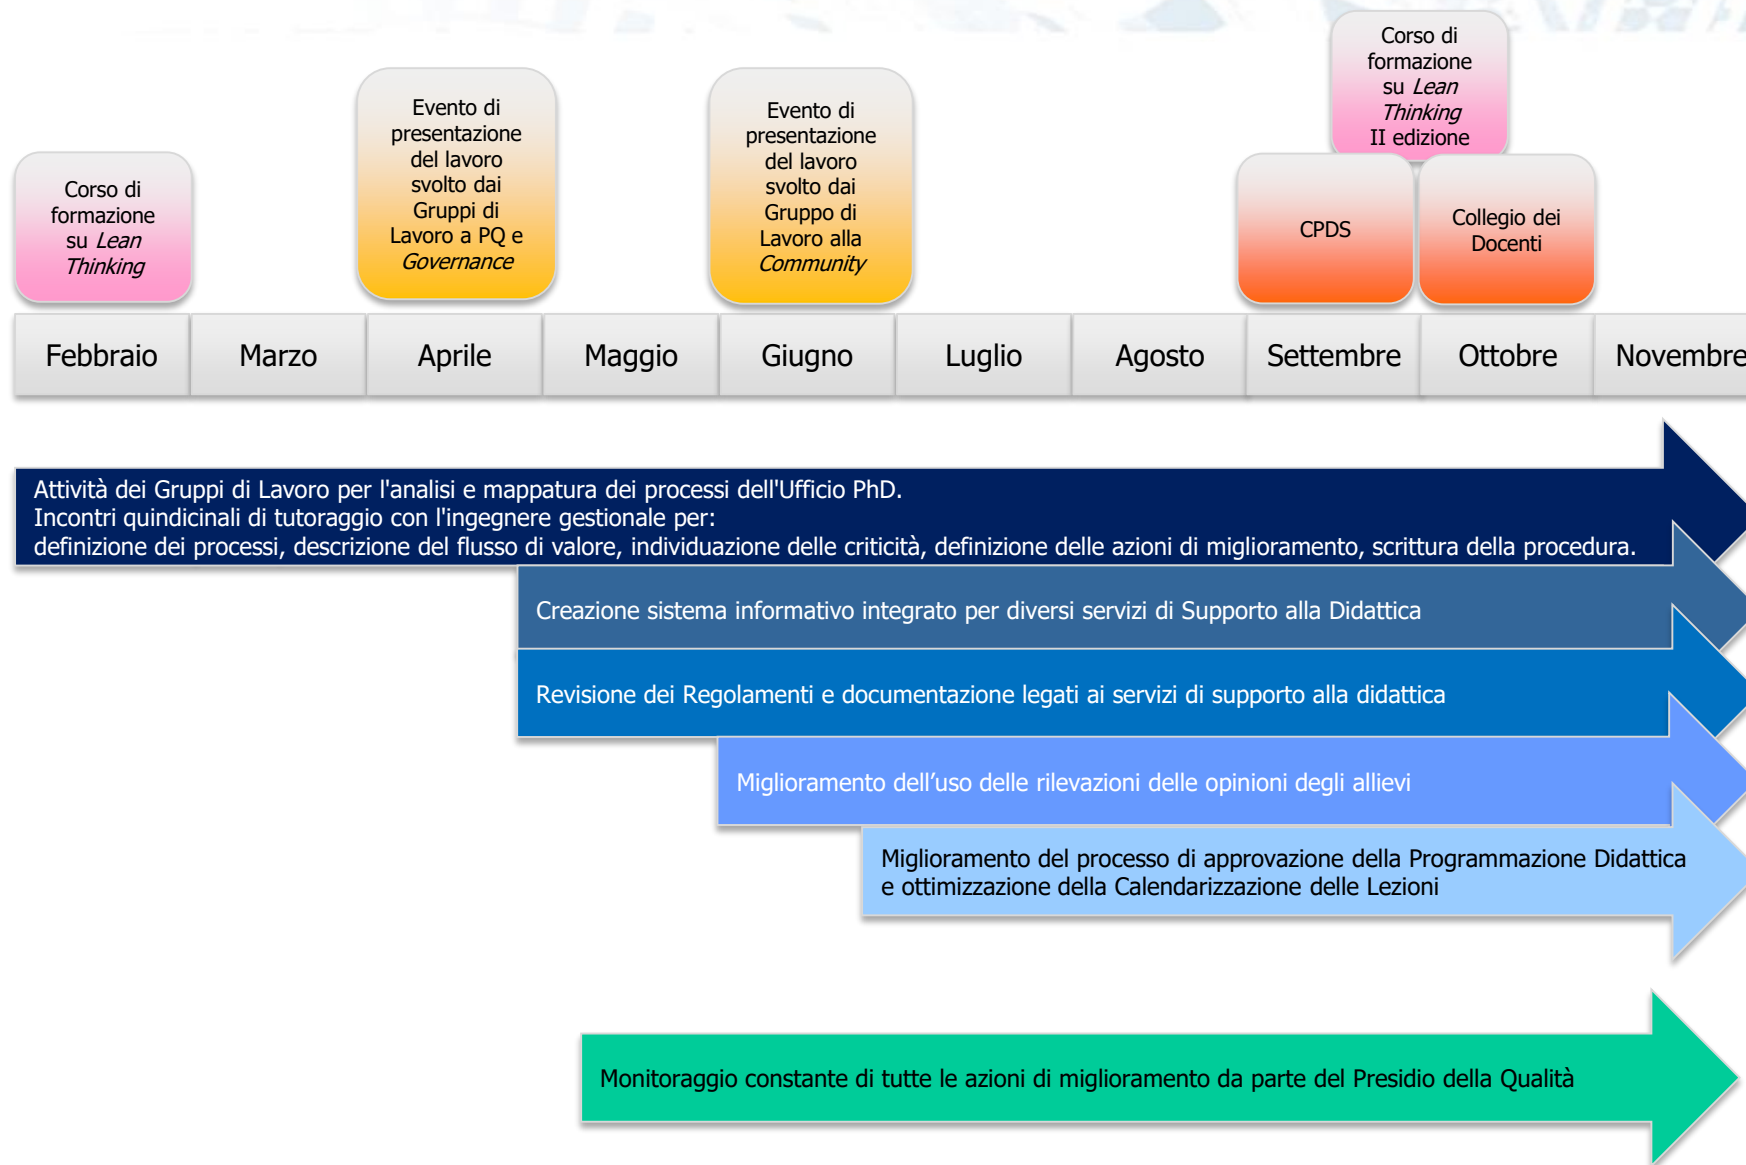 Corso di
formazione
su Lean
Thinking
Evento di
presentazione
del lavoro
svolto dai
Gruppi di
Lavoro a PQ e
Governance
Evento di
presentazione
del lavoro
svolto dai
Gruppo di
Lavoro alla
Community
Corso di
formazione
su Lean
Thinking
II edizione
CPDS
Collegio dei
Docenti
Febbraio
Marzo
Aprile
Maggio
Giugno
Luglio
Agosto
Settembre
Ottobre
Novembre
Attività dei Gruppi di Lavoro per l'analisi e mappatura dei processi dell'Ufficio PhD.
Incontri quindicinali di tutoraggio con l'ingegnere gestionale per:
definizione dei processi, descrizione del flusso di valore, individuazione delle criticità, definizione delle azioni di miglioramento, scrittura della procedura.
Creazione sistema informativo integrato per diversi servizi di Supporto alla Didattica
Revisione dei Regolamenti e documentazione legati ai servizi di supporto alla didattica
Miglioramento dell’uso delle rilevazioni delle opinioni degli allievi
Miglioramento del processo di approvazione della Programmazione Didattica
e ottimizzazione della Calendarizzazione delle Lezioni
Monitoraggio constante di tutte le azioni di miglioramento da parte del Presidio della Qualità